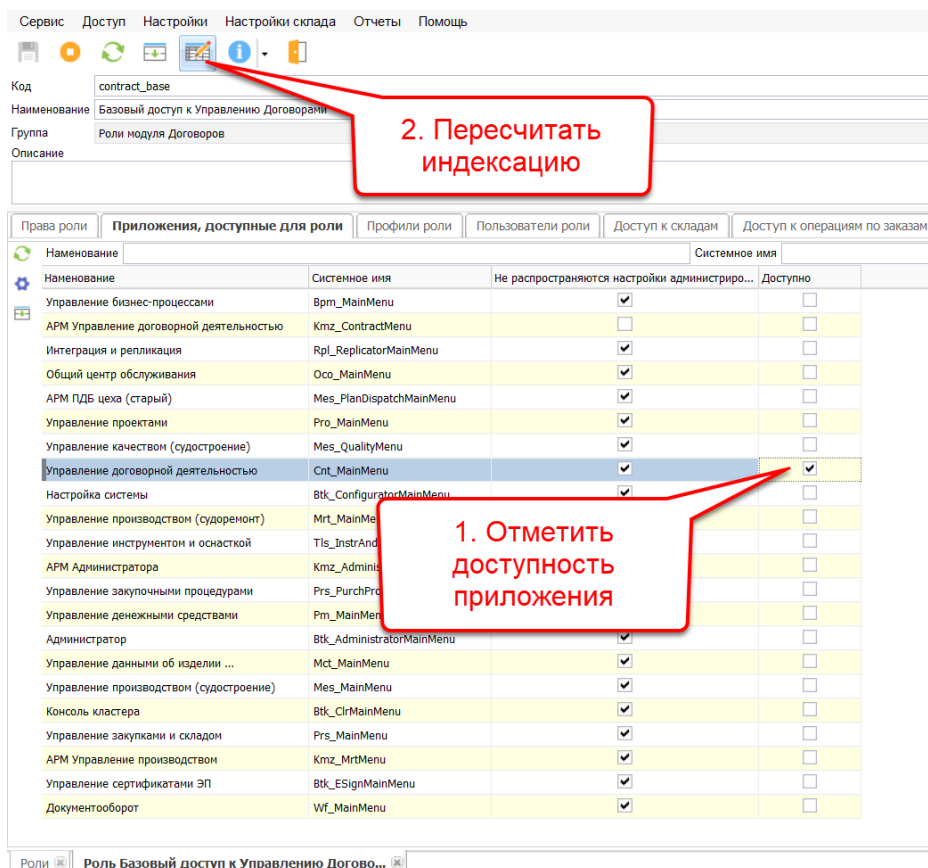 Сервис Доступ Настройки Настройки склада Отчеты Помощь
Код contract_base
Наименование Базовый доступ к Управлению Договорами
Группа Роли модуля Договоров
Описание
2. Пересчитать
индексацию
Права роли Приложения, доступные для роли Профили роли Пользователи роли Доступ к складам Доступ к операциям по заказам
Наменование Системное имя
Наменование Системное имя Не распространяются настройки администриро... Доступно
Управление бизнес-процессами Bpm_MainMenu
АРМ Управление договорной деятельностью Kmz_ContractMenu
Интеграция и репликация Rpl_ReplicatorMainMenu
Общий центр обслуживания Oco_MainMenu
АРМ ПДБ цеха (старый) Mes_PlanDispatchMainMenu
Управление проектами Pro_MainMenu
Управление качеством (судостроение) Mes_QualityMenu
Управление договорной деятельностью Cnt_MainMenu
Настройка системы Btk_ConfiguratorMainMenu
Управление производством (судоремонт) Mrt_MainMe
Управление инструментом и оснасткой Tls_InstrAnd
АРМ Администратора Kmz_Adminis
Управление закупочными процедурами Prs_PurchPro
Управление денежными средствами Pm_MainMen
1. Отметить
доступность
приложения
Администратор Btk_AdministratorMainMenu
Управление данными об изделии ... Mct_MainMenu
Управление производством (судостроение) Mes_MainMenu
Консоль кластера Btk_ClrMainMenu
Управление закупками и складом Prs_MainMenu
АРМ Управление производством Kmz_MrtMenu
Управление сертификатами ЭП Btk_ESignMainMenu
Документооборот Wf_MainMenu
Роли Роль Базовый доступ к Управлению Догово...